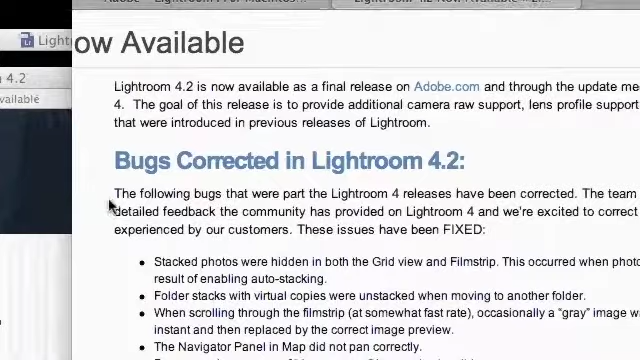 Adobe - Lightroom : For Macintos...
Lightroom 4.2 Now Available
Lightr
ow Available
4.2
vailable
Lightroom 4.2 is now available as a final release on Adobe.com and through the update me
4. The goal of this release is to provide additional camera raw support, lens profile support
that were introduced in previous releases of Lightroom.
Bugs Corrected in Lightroom 4.2:
The following bugs that were part the Lightroom 4 releases have been corrected. The team
detailed feedback the community has provided on Lightroom 4 and we're excited to correct
experienced by our customers. These issues have been FIXED:
• Stacked photos were hidden in both the Grid view and Filmstrip. This occurred when photo
result of enabling auto-stacking.
• Folder stacks with virtual copies were unstacked when moving to another folder.
• When scrolling through the filmstrip (at somewhat fast rate), occasionally a "gray" image w
instant and then replaced by the correct image preview.
• The Navigator Panel in Map did not pan correctly.